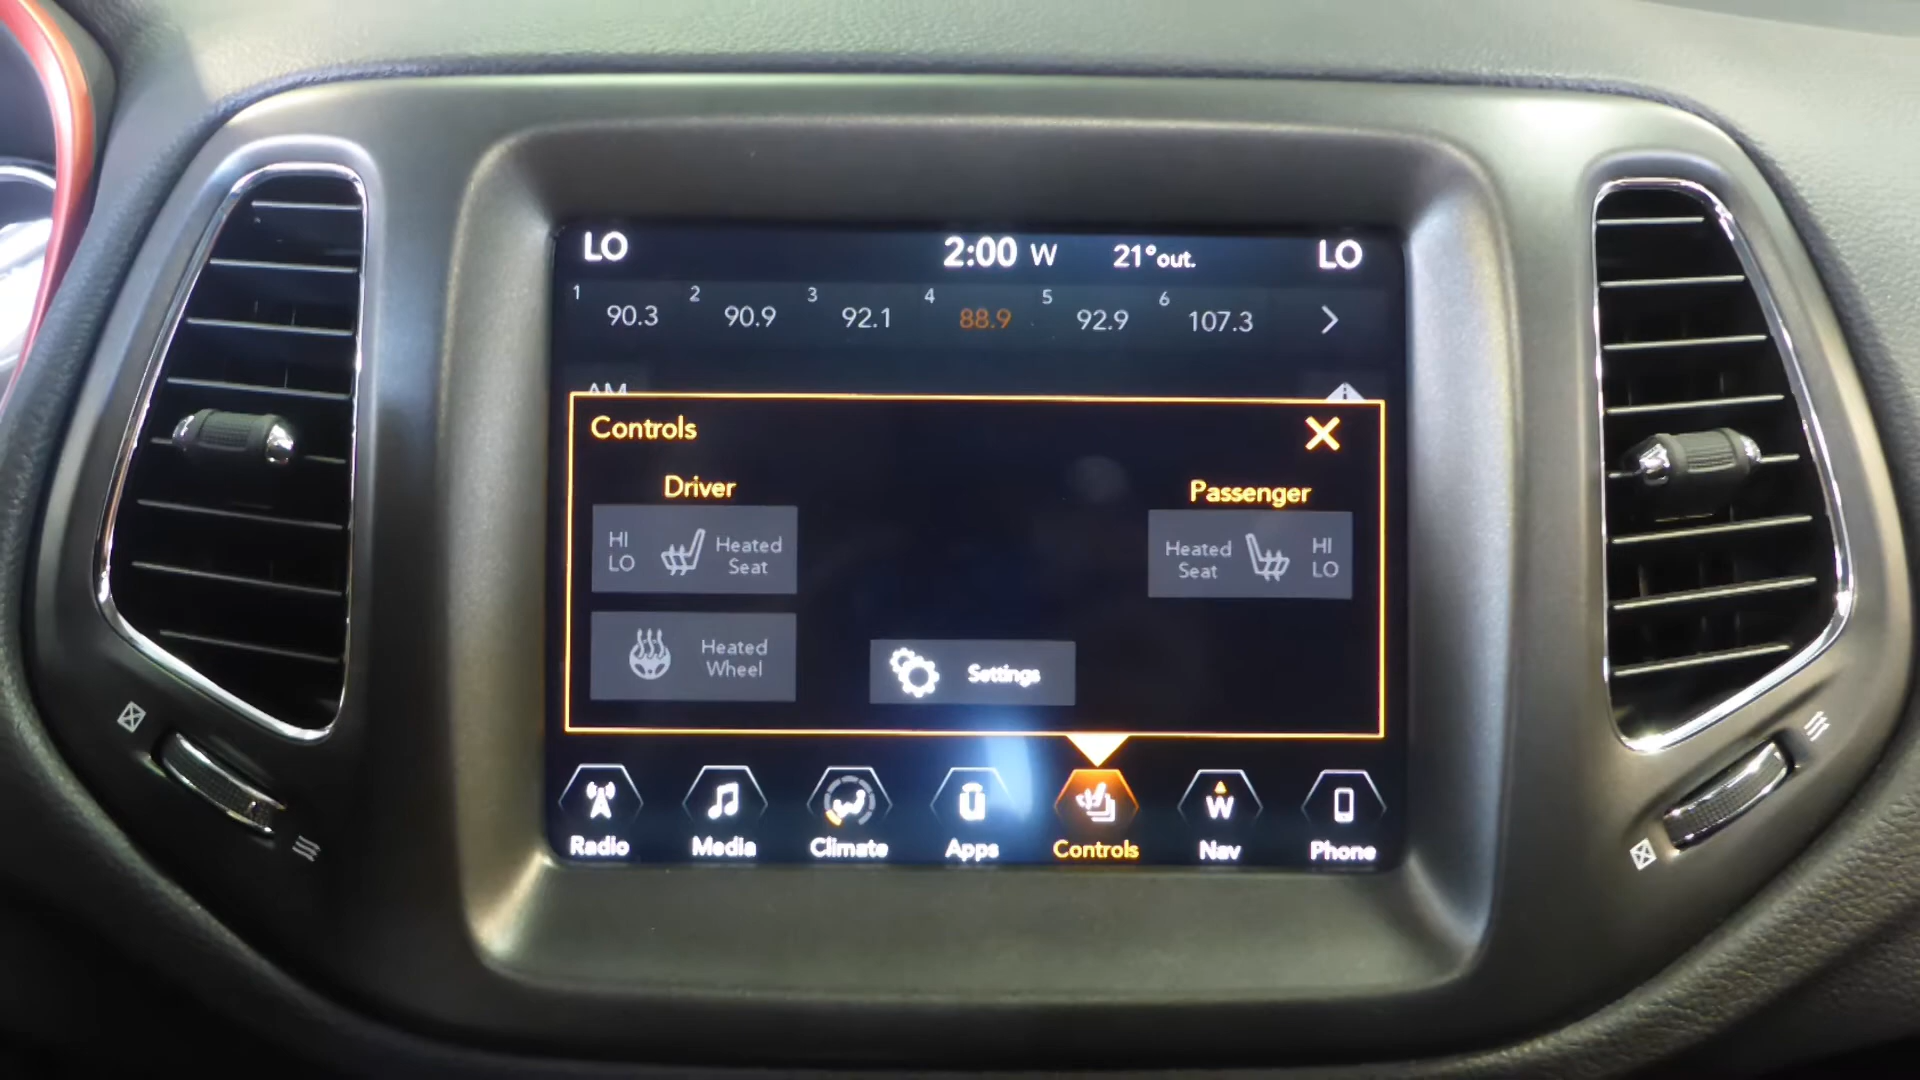 LO 2:00 W 21°out. LO
1 90.3 2 90.9 3 92.1 4 88.9 5 92.9 6 107.3
AM
Controls
Driver
HI
LO
Heated
Seat
Passenger
Heated
Seat
HI
LO
Heated
Wheel
Settings
Radio Media Climate Apps Controls W Nav Phone